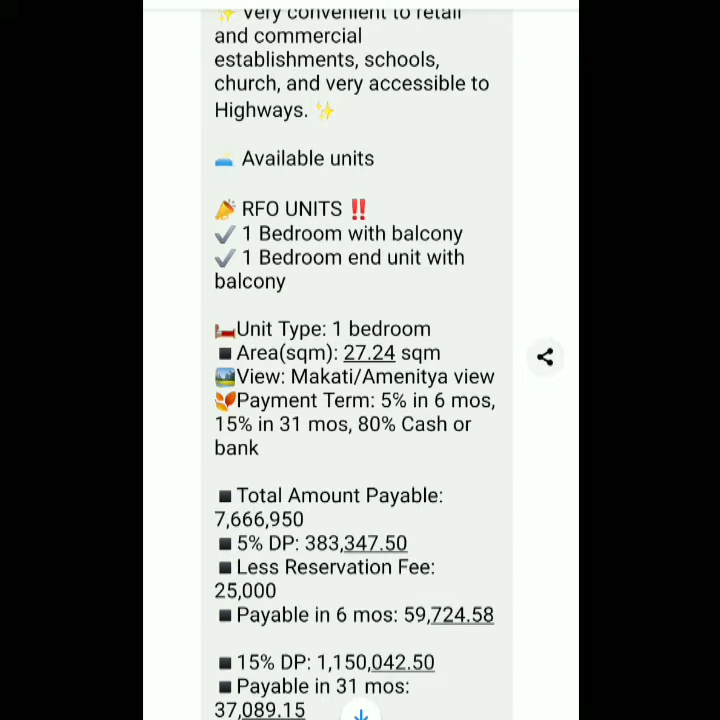 ✨ very convenient to retail
and commercial
establishments, schools,
church, and very accessible to
Highways. ✨
🛋️ Available units
📣 RFO UNITS ‼️
✔️ 1 Bedroom with balcony
✔️ 1 Bedroom end unit with
balcony
🛏️Unit Type: 1 bedroom
◾Area(sqm): 27.24 sqm
🏞️View: Makati/Amenitya view
🍂Payment Term: 5% in 6 mos,
15% in 31 mos, 80% Cash or
bank
◾Total Amount Payable:
7,666,950
◾5% DP: 383,347.50
◾Less Reservation Fee:
25,000
◾Payable in 6 mos: 59,724.58
◾15% DP: 1,150,042.50
◾Payable in 31 mos:
37,089.15